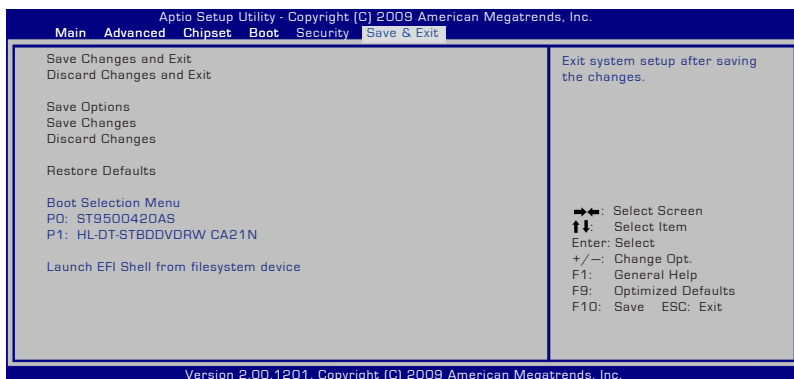 Aptio Setup Utility - Copyright (C) 2009 American Megatrends, Inc.
Main Advanced Chipset Boot Security Save & Exit
Save Changes and Exit
Discard Changes and Exit
Save Options
Save Changes
Discard Changes
Restore Defaults
Boot Selection Menu
P0: ST9500420AS
P1: HL-DT-STBDDVDRW CA21N
Launch EFI Shell from filesystem device
Exit system setup after saving
the changes.
→←: Select Screen
↑↓: Select Item
Enter: Select
+/—: Change Opt.
F1: General Help
F9: Optimized Defaults
F10: Save ESC: Exit
Version 2.00.1201. Copyright (C) 2009 American Megatrends, Inc.